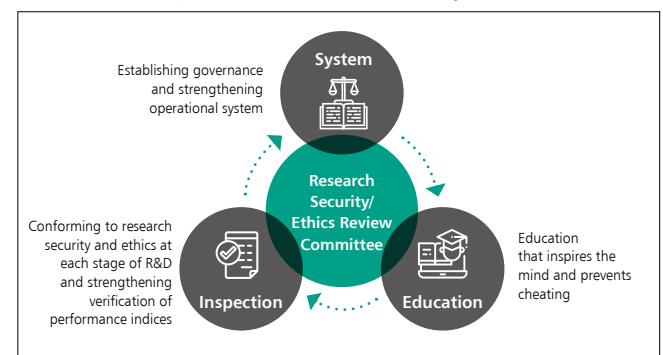 System
Establishing governance
and strengthening
operational system
Research
Security/
Ethics Review
Committee
Conforming to research
security and ethics at
each stage of R&D
and strengthening
verification of
performance indices
Inspection
Education
Education
that inspires the
mind and prevents
cheating